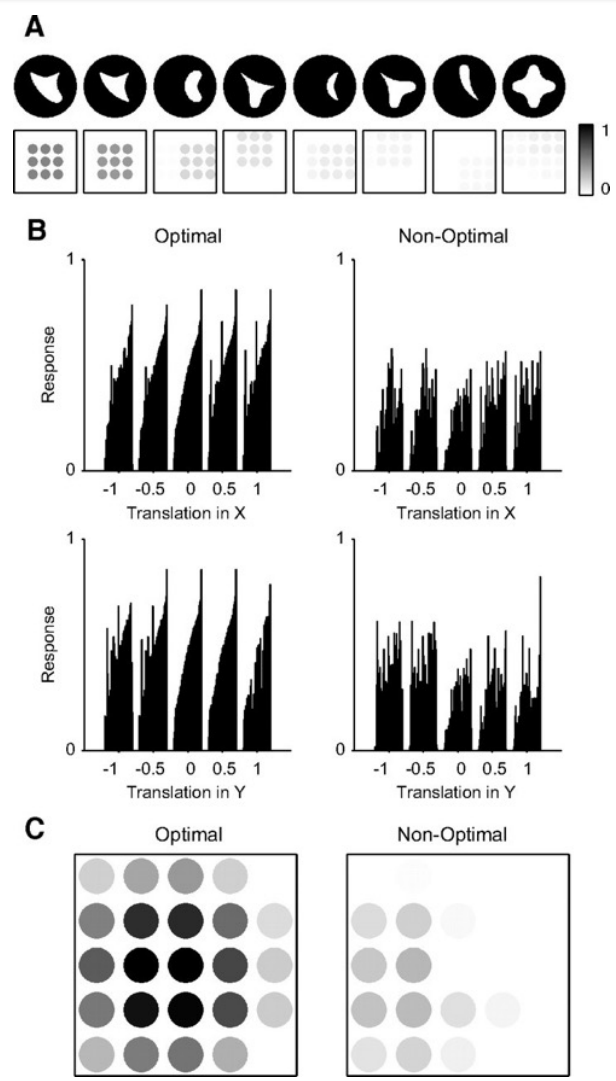 A
1
0
B
Optimal
Non-Optimal
1
1
Response
0
0
-1 -0.5 0 0.5 1
-1 -0.5 0 0.5 1
Translation in X
Translation in X
1
1
Response
0
0
-1 -0.5 0 0.5 1
-1 -0.5 0 0.5 1
Translation in Y
Translation in Y
C
Optimal
Non-Optimal